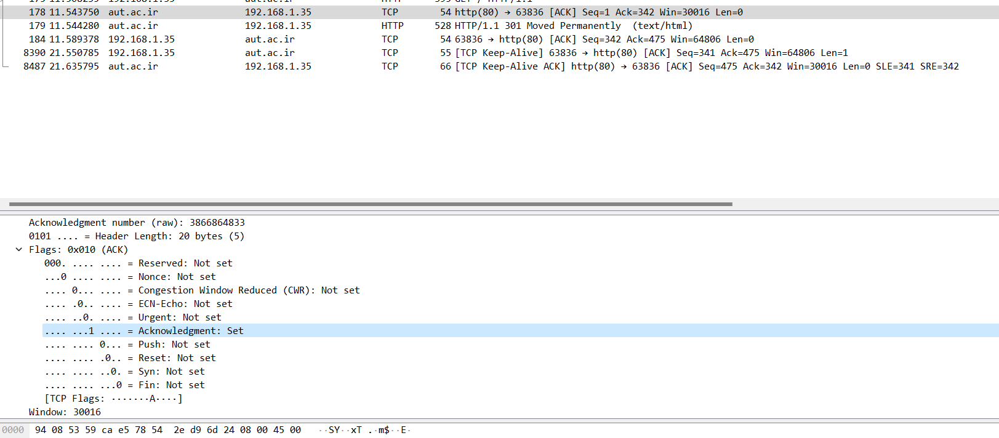 178 11.543750 aut.ac.ir 192.168.1.35 TCP 54 http(80) → 63836 [ACK] Seq=1 Ack=342 Win=30016 Len=0
179 11.544280 aut.ac.ir 192.168.1.35 HTTP 528 HTTP/1.1 301 Moved Permanently (text/html)
184 11.589378 192.168.1.35 aut.ac.ir TCP 54 63836 → http(80) [ACK] Seq=342 Ack=475 Win=64806 Len=0
8390 21.550785 192.168.1.35 aut.ac.ir TCP 55 [TCP Keep-Alive] 63836 → http(80) [ACK] Seq=341 Ack=475 Win=64806 Len=1
8487 21.635795 aut.ac.ir 192.168.1.35 TCP 66 [TCP Keep-Alive ACK] http(80) → 63836 [ACK] Seq=475 Ack=342 Win=30016 Len=0 SLE=341 SRE=342
Acknowledgment number (raw): 3866864833
0101 .... = Header Length: 20 bytes (5)
Flags: 0x010 (ACK)
000. .... .... = Reserved: Not set
...0 .... .... = Nonce: Not set
.... 0... .... = Congestion Window Reduced (CWR): Not set
.... .0.. .... = ECN-Echo: Not set
.... ..0. .... = Urgent: Not set
.... ...1 .... = Acknowledgment: Set
.... .... 0... = Push: Not set
.... .... .0.. = Reset: Not set
.... .... ..0. = Syn: Not set
.... .... ...0 = Fin: Not set
[TCP Flags: ·······A····]
Window: 30016
0000 94 08 53 59 ca e5 78 54 2e d9 6d 24 08 00 45 00 ··SY··xT .·m$··E·